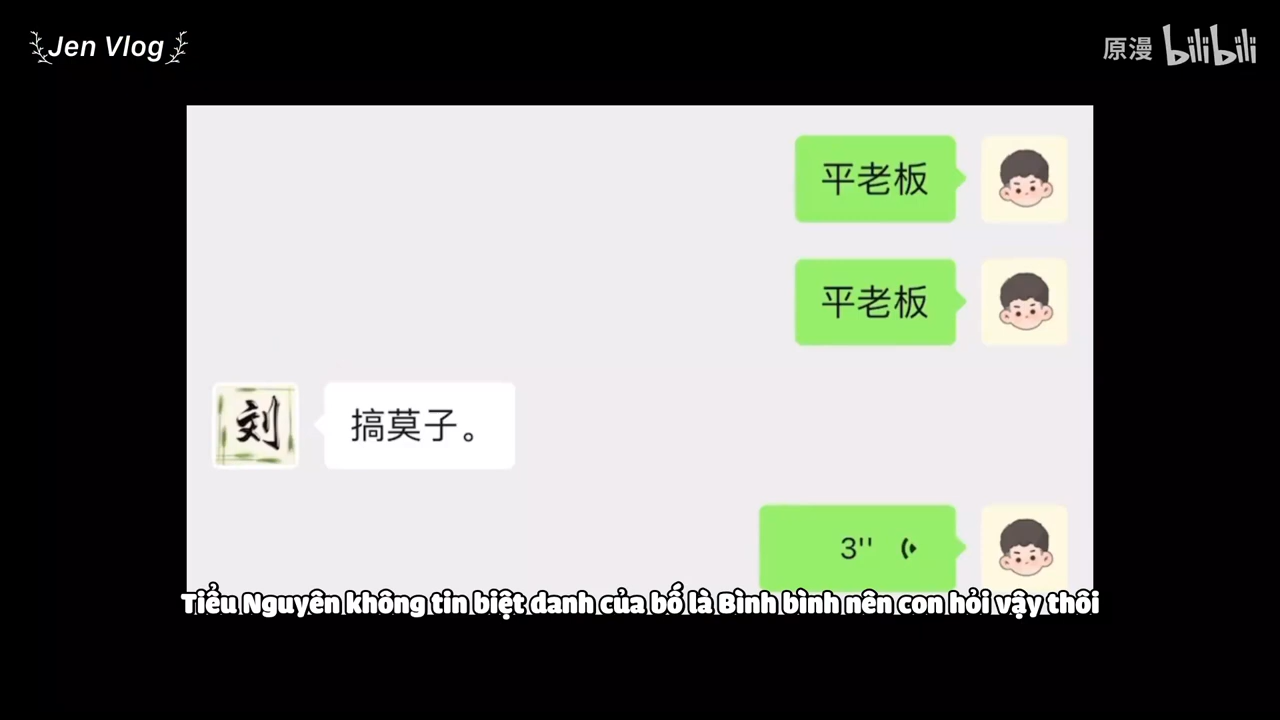 Jen Vlog
原漫 bilibili
平老板
平老板
刘
搞莫子。
3''
Tiểu Nguyên không tin biệt danh của bố là Bình bình nên con hỏi vậy thôi